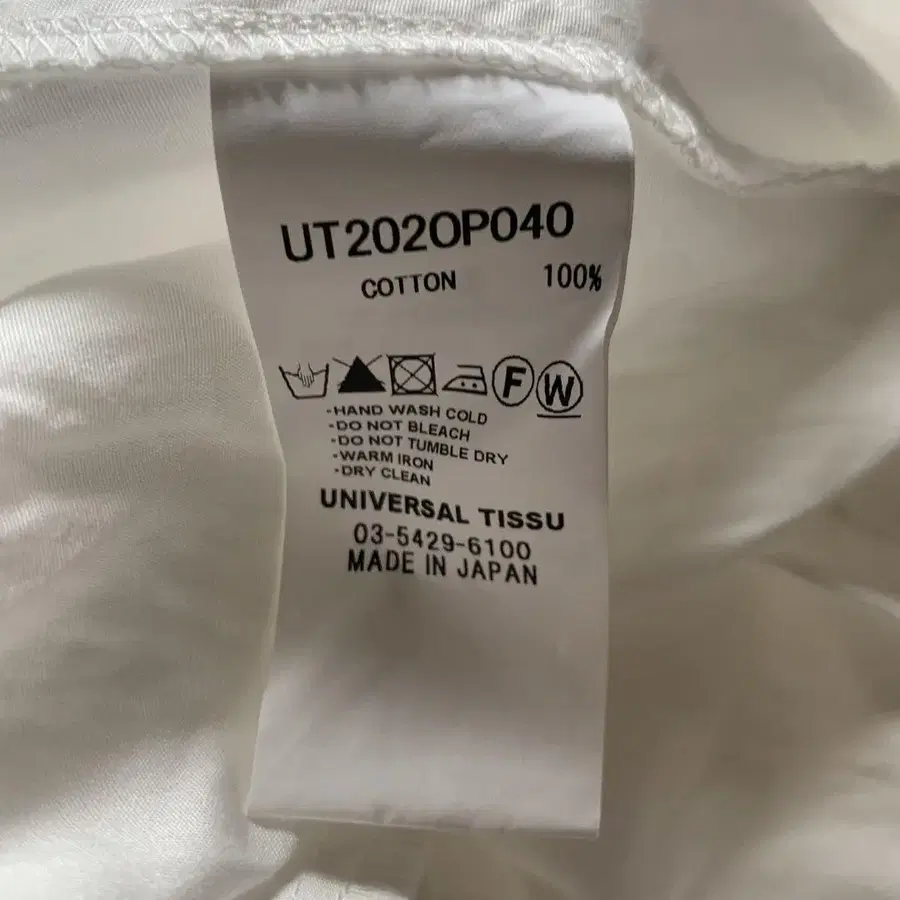 UT202OP040
COTTON 100%
F W
-HAND WASH COLD
-DO NOT BLEACH
-DO NOT TUMBLE DRY
-WARM IRON
-DRY CLEAN
UNIVERSAL TISSU
03-5429-6100
MADE IN JAPAN